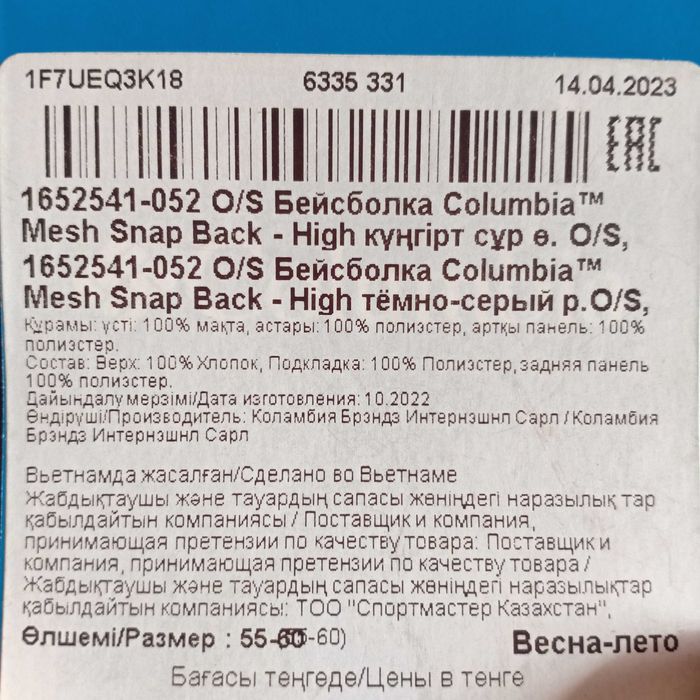 1F7UEQ3K18 6335 331 14.04.2023
EAC
1652541-052 O/S Бейсболка Columbia™
Mesh Snap Back - High күңгірт сұр ө. O/S,
1652541-052 O/S Бейсболка Columbia™
Mesh Snap Back - High тёмно-серый р.O/S,
Құрамы: үсті: 100% мақта, астары: 100% полиэстер, артқы панель: 100%
полиэстер.
Состав: Верх: 100% Хлопок, Подкладка: 100% Полиэстер, задняя панель
100% полиэстер.
Дайындалу мерзімі/Дата изготовления: 10.2022
Өндіруші/Производитель: Коламбия Брэндз Интернэшнл Сарл / Коламбия
Брэндз Интернэшнл Сарл
Вьетнамда жасалған/Сделано во Вьетнаме
Жабдықтаушы және тауардың сапасы жөніндегі наразылық тар
қабылдайтын компаниясы / Поставщик и компания,
принимающая претензии по качеству товара: Поставщик и
компания, принимающая претензии по качеству товара /
Жабдықтаушы және тауардың сапасы жөніндегі наразылықтар
қабылдайтын компаниясы: ТОО "Спортмастер Казахстан",
Өлшемі/Размер : 55-60 (55-60) Весна-лето
Бағасы теңгеде/Цены в тенге